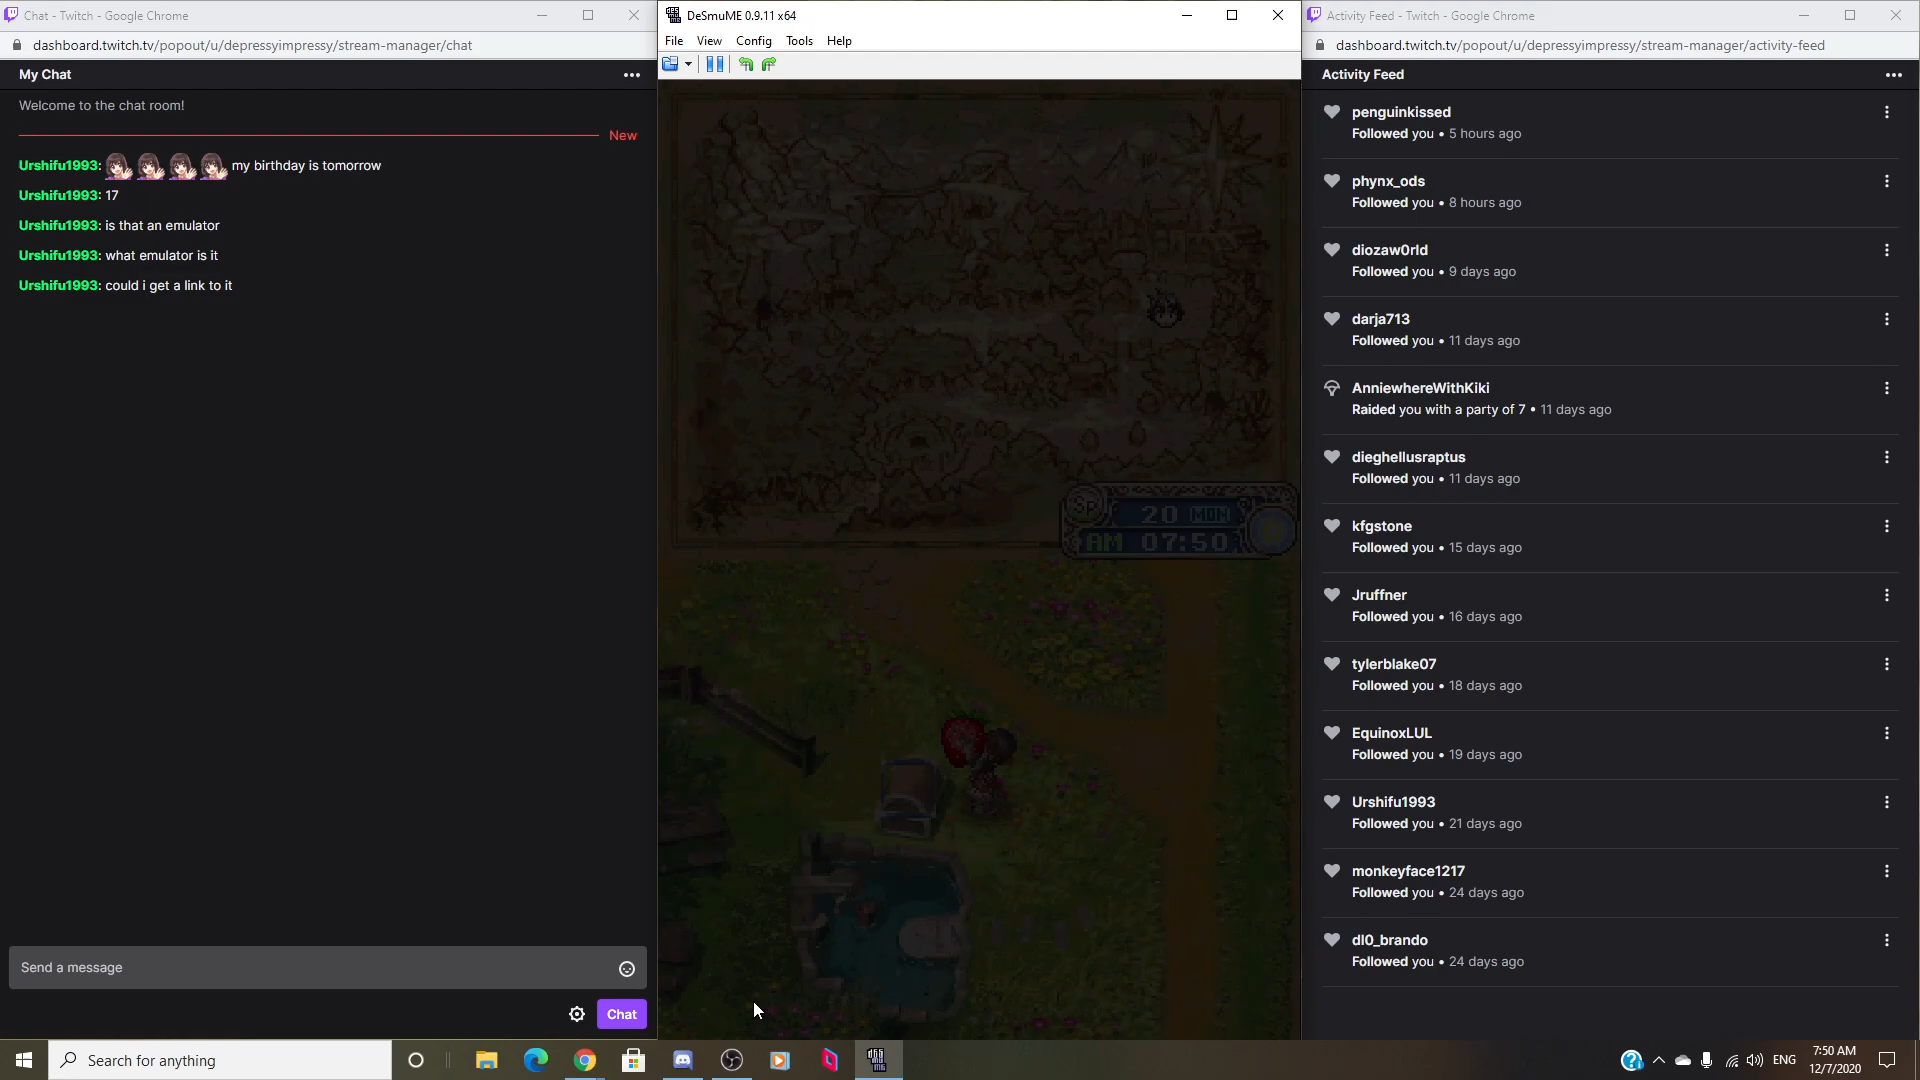 Chat - Twitch - Google Chrome
dashboard.twitch.tv/popout/u/depressyimpressy/stream-manager/chat
My Chat
Welcome to the chat room!
New
Urshifu1993: my birthday is tomorrow
Urshifu1993: 17
Urshifu1993: is that an emulator
Urshifu1993: what emulator is it
Urshifu1993: could i get a link to it
Send a message
Chat
DeSmuME 0.9.11 x64
File View Config Tools Help
Sp 20 MON
AM 07:50
Activity Feed - Twitch - Google Chrome
dashboard.twitch.tv/popout/u/depressyimpressy/stream-manager/activity-feed
Activity Feed
penguinkissed
Followed you • 5 hours ago
phynx_ods
Followed you • 8 hours ago
diozaw0rld
Followed you • 9 days ago
darja713
Followed you • 11 days ago
AnniewhereWithKiki
Raided you with a party of 7 • 11 days ago
dieghellusraptus
Followed you • 11 days ago
kfgstone
Followed you • 15 days ago
Jruffner
Followed you • 16 days ago
tylerblake07
Followed you • 18 days ago
EquinoxLUL
Followed you • 19 days ago
Urshifu1993
Followed you • 21 days ago
monkeyface1217
Followed you • 24 days ago
dl0_brando
Followed you • 24 days ago
Search for anything
ENG
7:50 AM
12/7/2020